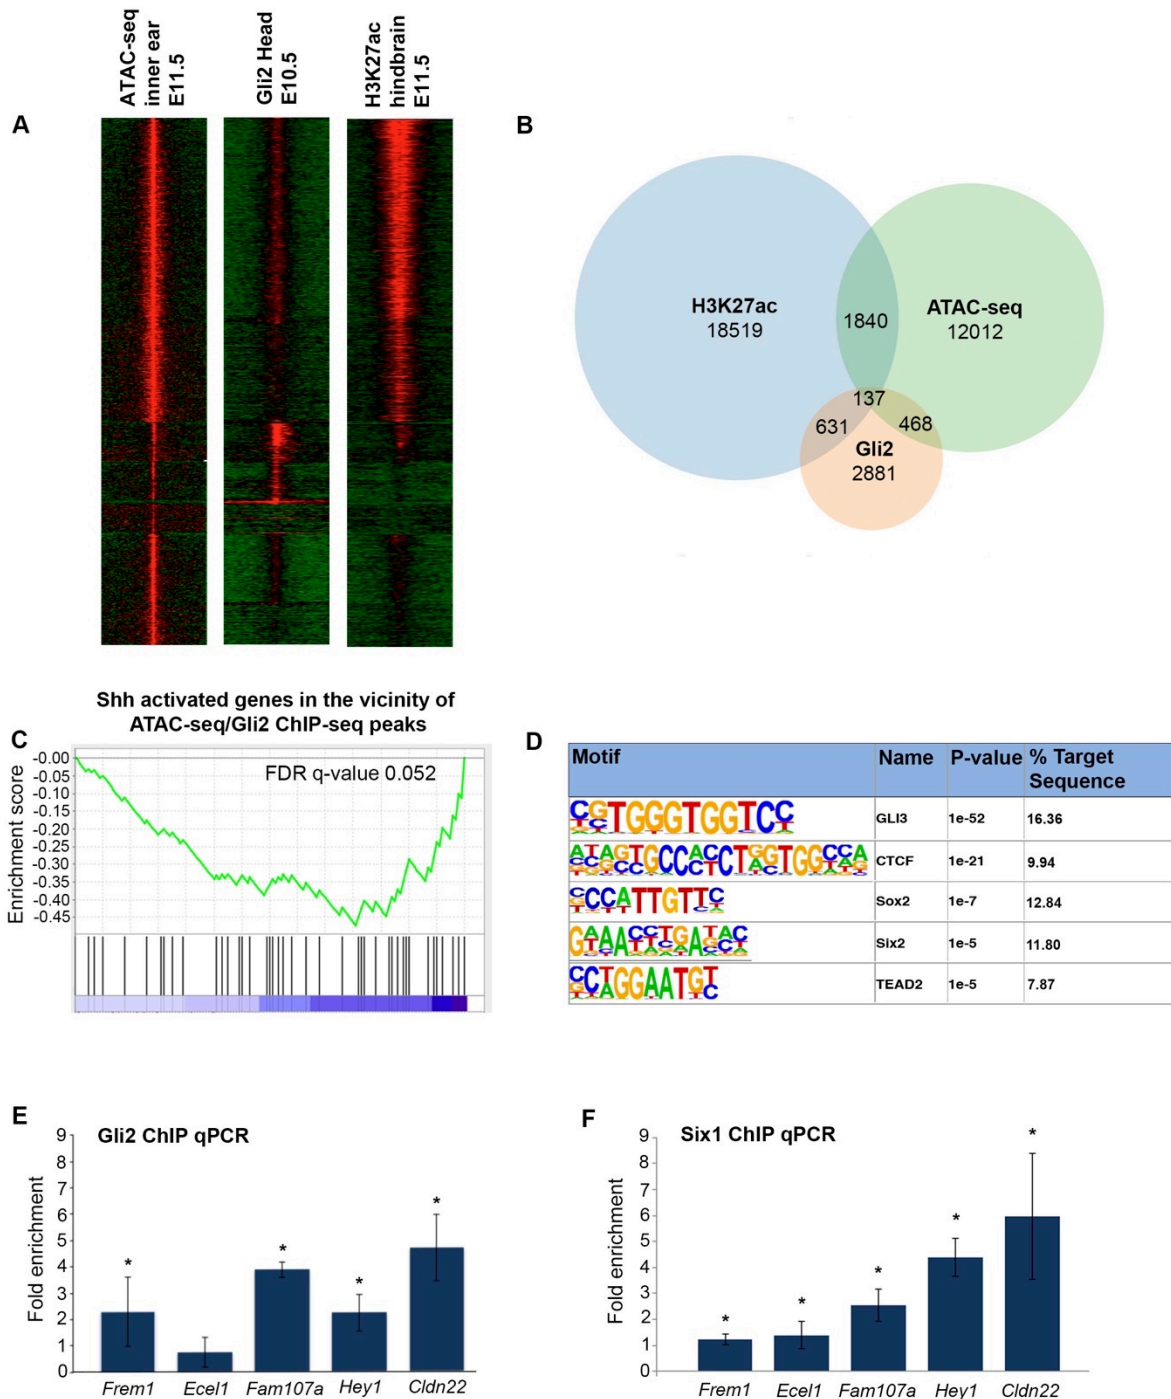 ATAC-seq
inner ear
E11.5
Gli2 Head
E10.5
H3K27ac
hindbrain
E11.5
A
B
H3K27ac
18519
1840
ATAC-seq
12012
137
631
468
Gli2
2881
Shh activated genes in the vicinity of
ATAC-seq/Gli2 ChIP-seq peaks
C
FDR q-value 0.052
Enrichment score
-0.00
-0.05
-0.10
-0.15
-0.20
-0.25
-0.30
-0.35
-0.40
-0.45
D
Motif Name P-value % Target
Sequence
GLI3 1e-52 16.36
CTCF 1e-21 9.94
Sox2 1e-7 12.84
Six2 1e-5 11.80
TEAD2 1e-5 7.87
E
Gli2 ChIP qPCR
Fold enrichment
9
8
7
6
5
4
3
2
1
0
* * * *
Frem1 Ecel1 Fam107a Hey1 Cldn22
F
Six1 ChIP qPCR
Fold enrichment
9
8
7
6
5
4
3
2
1
0
* * * * *
Frem1 Ecel1 Fam107a Hey1 Cldn22